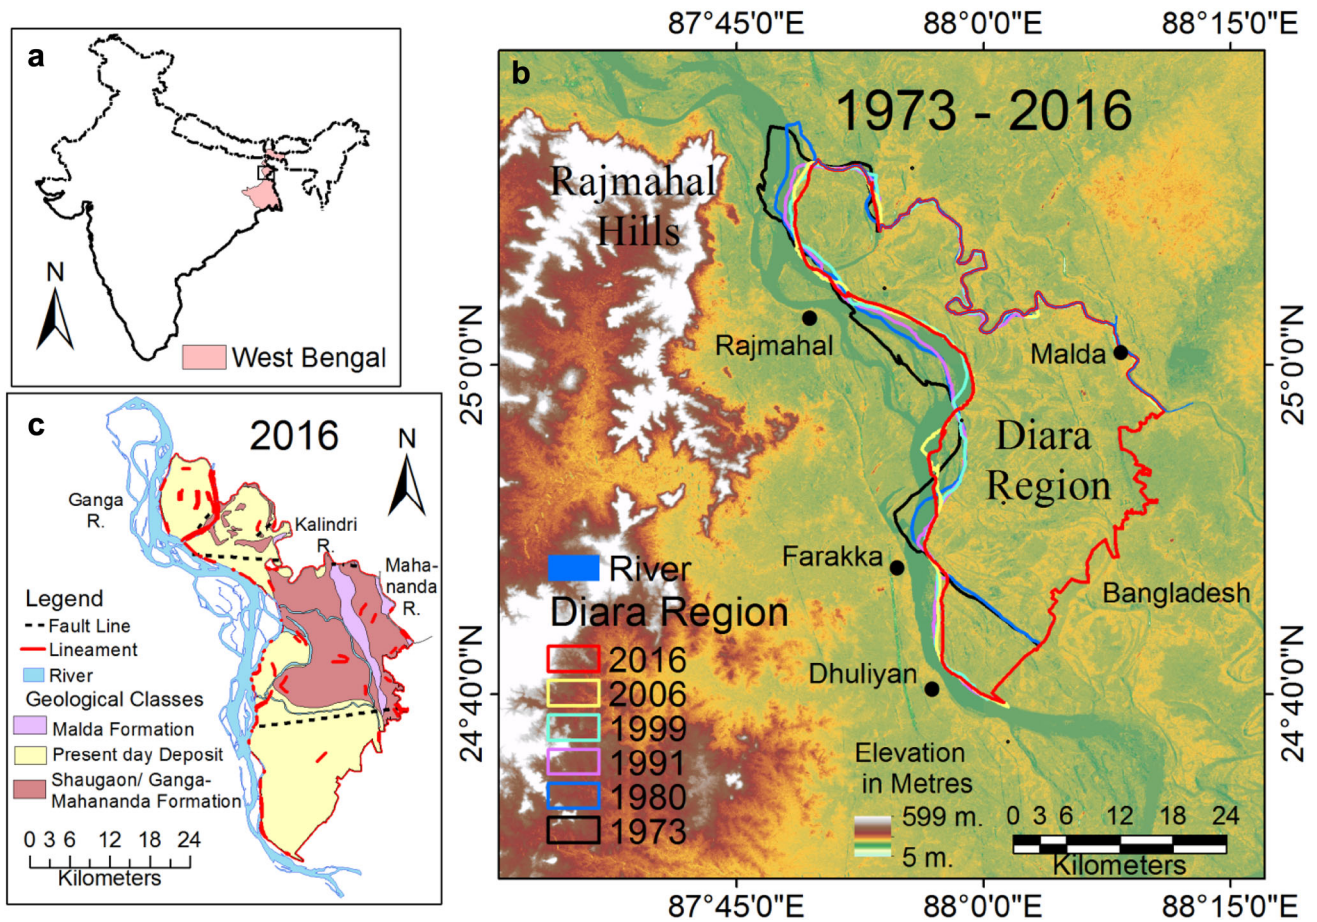 a
N
West Bengal
c
2016
N
Ganga
R.
Kalindri
R.
Maha-
nanda
R.
Legend
Fault Line
Lineament
River
Geological Classes
Malda Formation
Present day Deposit
Shaugaon/ Ganga-
Mahananda Formation
0 3 6 12 18 24
Kilometers
87°45'0"E 88°0'0"E 88°15'0"E
b
1973 - 2016
Rajmahal
Hills
25°0'0"N
25°0'0"N
Rajmahal
Malda
Diara
Region
Farakka
Bangladesh
River
Diara Region
2016
2006
1999
1991
1980
1973
Dhuliyan
24°40'0"N
24°40'0"N
Elevation
in Metres
599 m.
5 m.
0 3 6 12 18 24
Kilometers
87°45'0"E 88°0'0"E 88°15'0"E